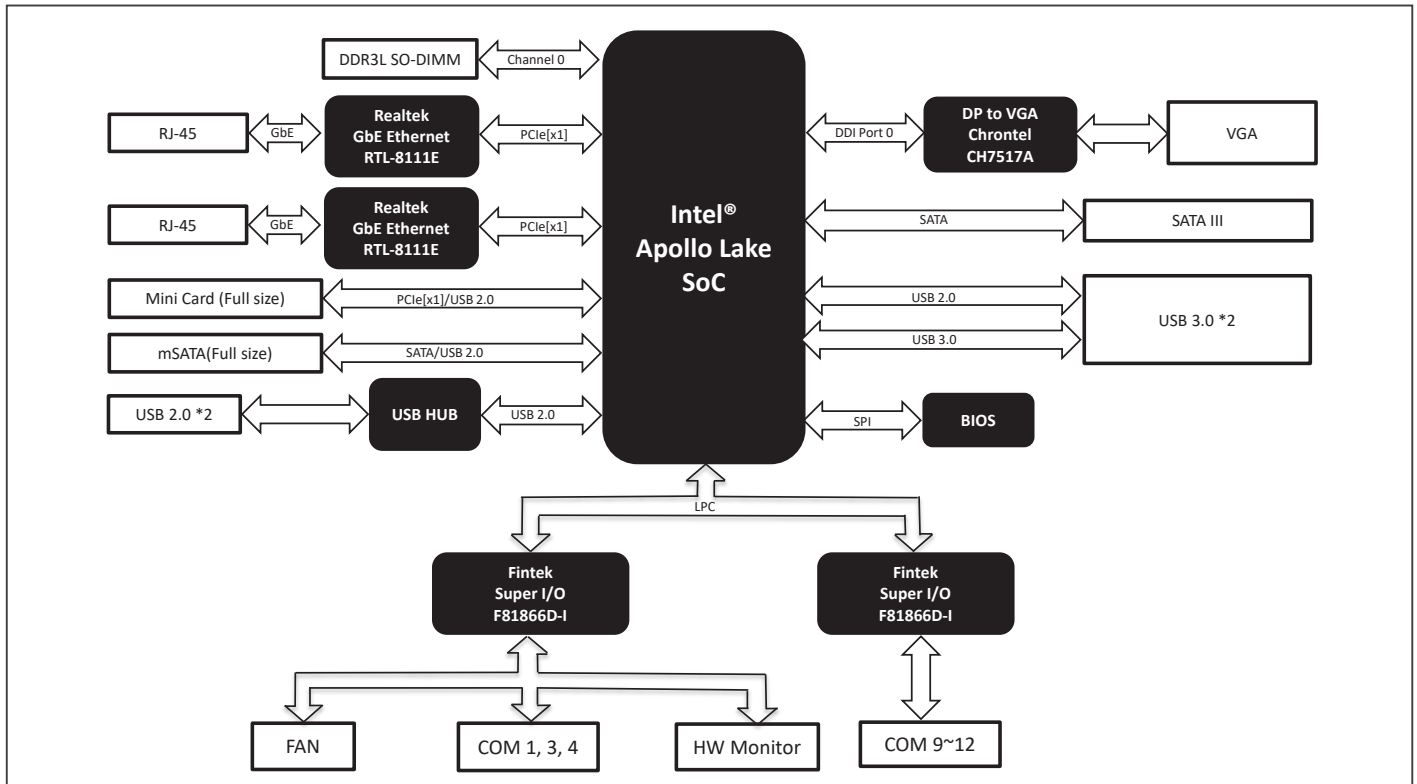 DDR3L SO-DIMM
Channel 0
RJ-45
GbE
Realtek
GbE Ethernet
RTL-8111E
PCIe[x1]
RJ-45
GbE
Realtek
GbE Ethernet
RTL-8111E
PCIe[x1]
Mini Card (Full size)
PCIe[x1]/USB 2.0
mSATA(Full size)
SATA/USB 2.0
USB 2.0 *2
USB HUB
USB 2.0
Intel®
Apollo Lake
SoC
DDI Port 0
DP to VGA
Chrontel
CH7517A
VGA
SATA
SATA III
USB 2.0
USB 3.0
USB 3.0 *2
SPI
BIOS
LPC
Fintek
Super I/O
F81866D-I
Fintek
Super I/O
F81866D-I
FAN
COM 1, 3, 4
HW Monitor
COM 9~12